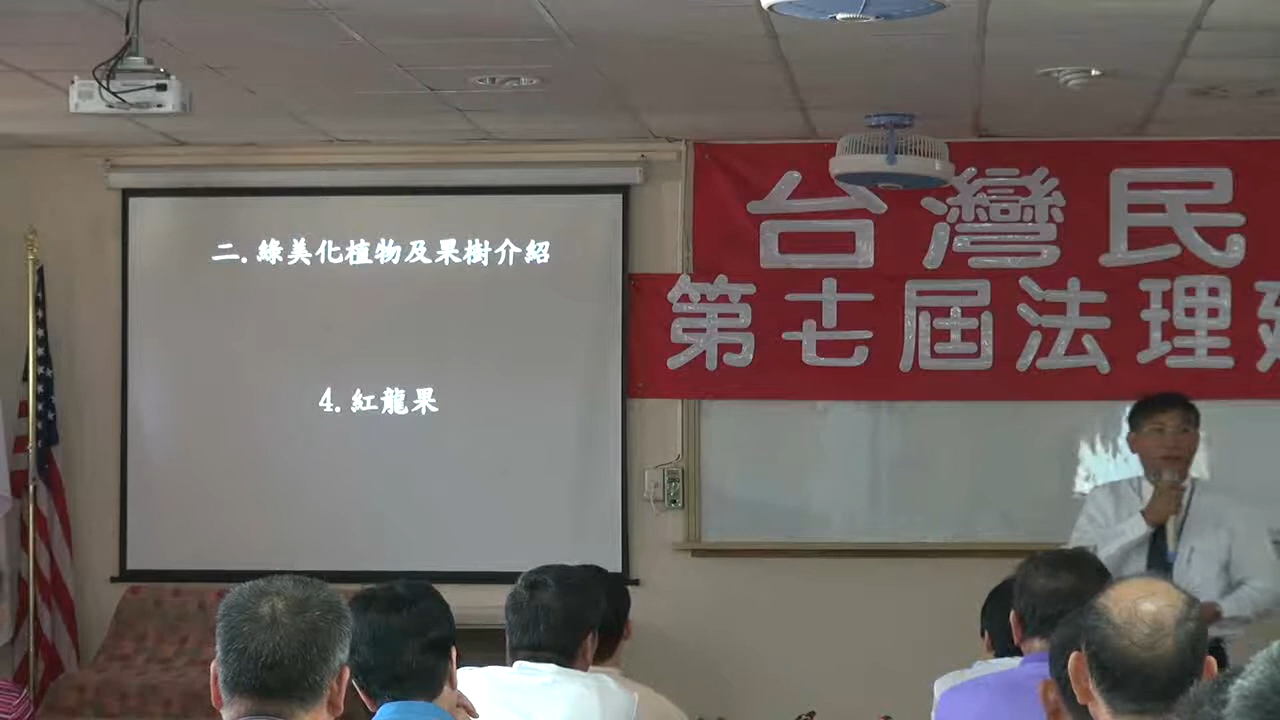 二.綠美化植物及果樹介紹
4.紅龍果
台灣民
第七屆法理建